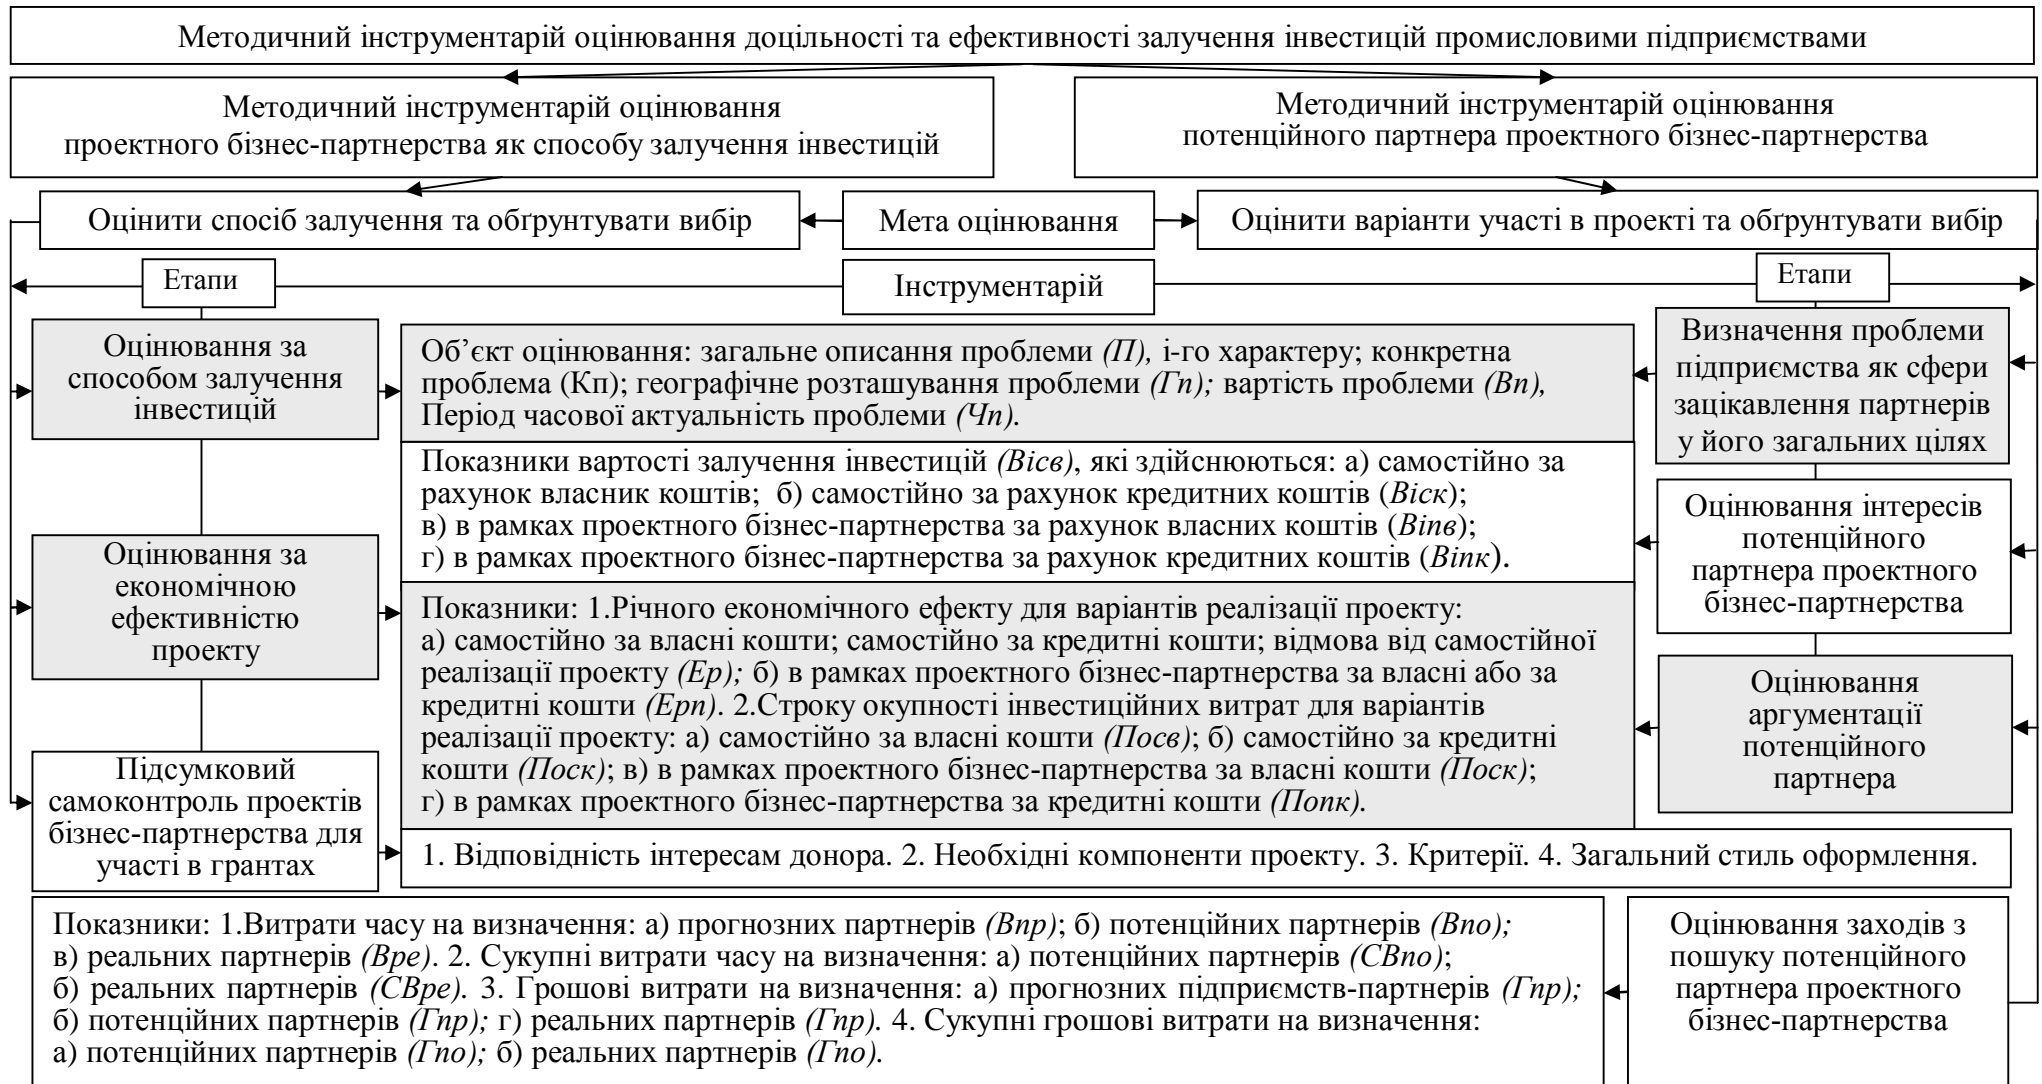 Методичний інструментарій оцінювання доцільності та ефективності залучення інвестицій промисловими підприємствами
Методичний інструментарій оцінювання
проектного бізнес-партнерства як способу залучення інвестицій
Методичний інструментарій оцінювання
потенційного партнера проектного бізнес-партнерства
Оцінити спосіб залучення та обґрунтувати вибір
Мета оцінювання
Оцінити варіанти участі в проекті та обґрунтувати вибір
Етапи
Інструментарій
Етапи
Оцінювання за
способом залучення
інвестицій
Об’єкт оцінювання: загальне описання проблеми (П), і-го характеру; конкретна
проблема (Кп); географічне розташування проблеми (Гп); вартість проблеми (Вп),
Період часової актуальність проблеми (Чп).
Визначення проблеми
підприємства як сфери
зацікавлення партнерів
у його загальних цілях
Показники вартості залучення інвестицій (Вісв), які здійснюються: а) самостійно за
рахунок власник коштів;  б) самостійно за рахунок кредитних коштів (Віск);
в) в рамках проектного бізнес-партнерства за рахунок власних коштів (Віпв);
г) в рамках проектного бізнес-партнерства за рахунок кредитних коштів (Віпк).
Оцінювання інтересів
потенційного
партнера проектного
бізнес-партнерства
Оцінювання за
економічною
ефективністю
проекту
Показники: 1.Річного економічного ефекту для варіантів реалізації проекту:
а) самостійно за власні кошти; самостійно за кредитні кошти; відмова від самостійної
реалізації проекту (Ер); б) в рамках проектного бізнес-партнерства за власні або за
кредитні кошти (Ерп). 2.Строку окупності інвестиційних витрат для варіантів
реалізації проекту: а) самостійно за власні кошти (Посв); б) самостійно за кредитні
кошти (Поск); в) в рамках проектного бізнес-партнерства за власні кошти (Поск);
г) в рамках проектного бізнес-партнерства за кредитні кошти (Попк).
Оцінювання
аргументації
потенційного
партнера
Підсумковий
самоконтроль проектів
бізнес-партнерства для
участі в грантах
1. Відповідність інтересам донора. 2. Необхідні компоненти проекту. 3. Критерії. 4. Загальний стиль оформлення.
Показники: 1.Витрати часу на визначення: а) прогнозних партнерів (Впр); б) потенційних партнерів (Впо);
в) реальних партнерів (Вре). 2. Сукупні витрати часу на визначення: а) потенційних партнерів (СВпо);
б) реальних партнерів (СВре). 3. Грошові витрати на визначення: а) прогнозних підприємств-партнерів (Гпр);
б) потенційних партнерів (Гпр); г) реальних партнерів (Гпр). 4. Сукупні грошові витрати на визначення:
а) потенційних партнерів (Гпо); б) реальних партнерів (Гпо).
Оцінювання заходів з
пошуку потенційного
партнера проектного
бізнес-партнерства